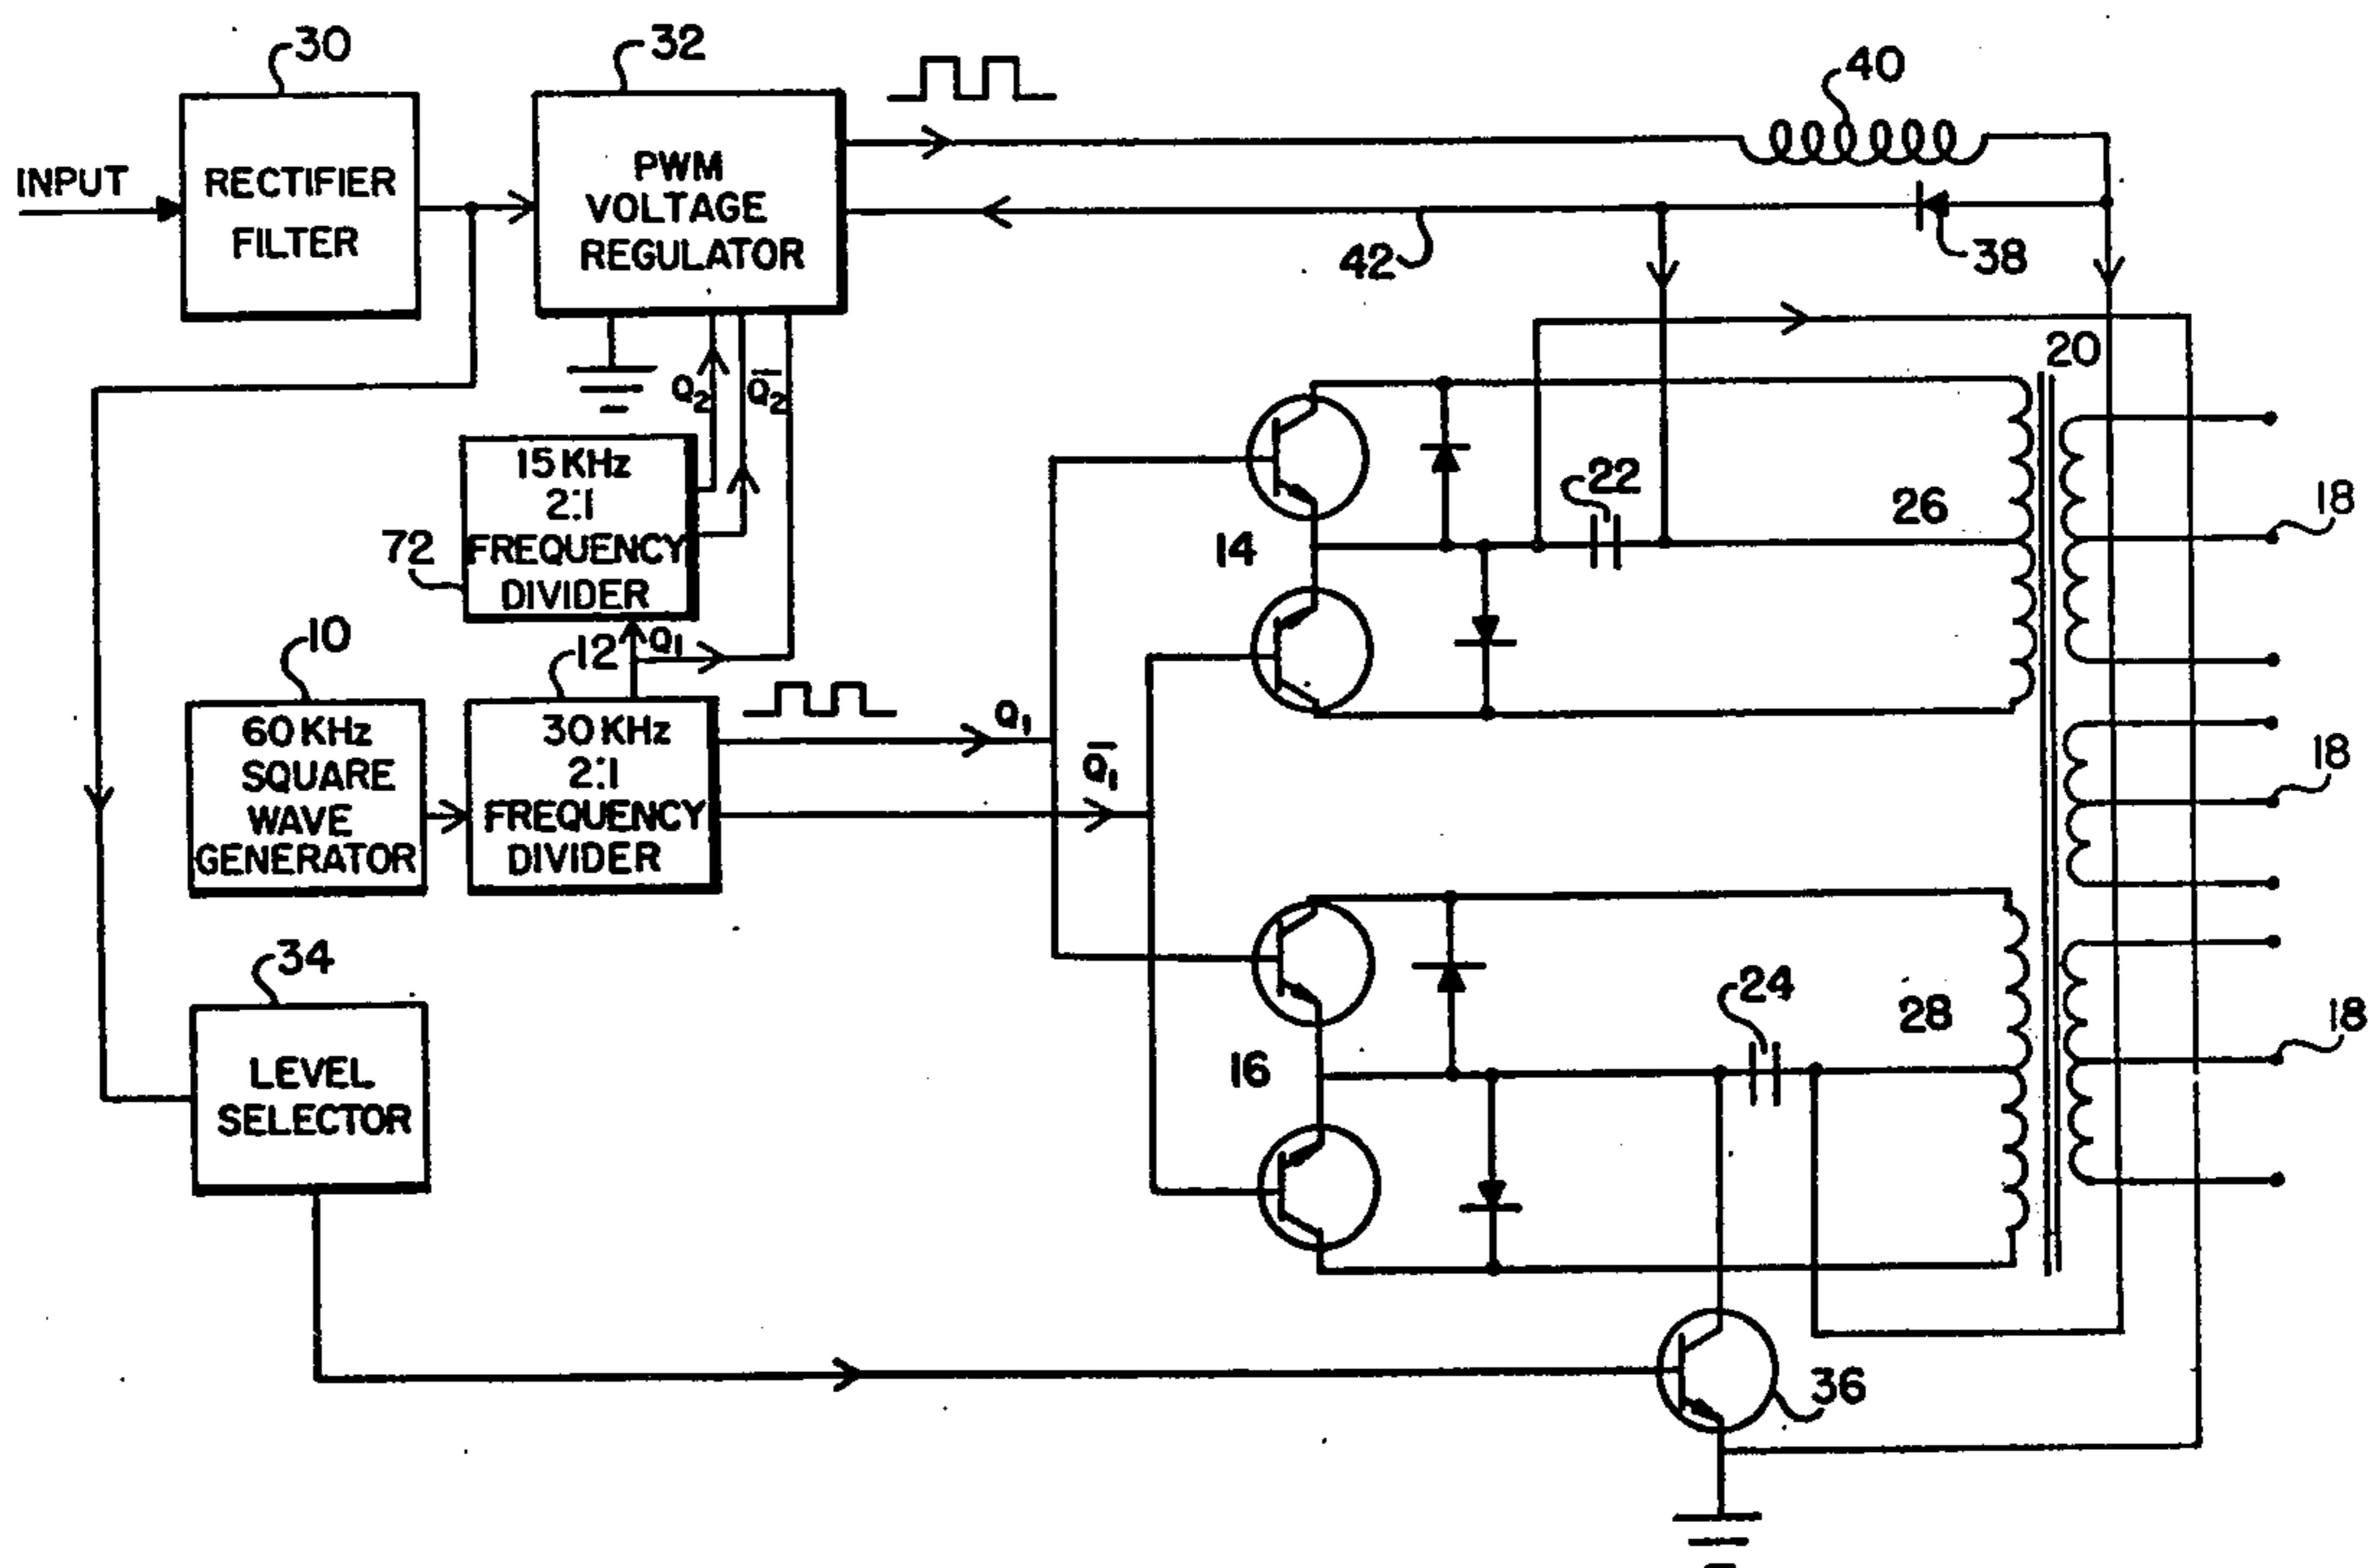 30
32
40
INPUT
RECTIFIER
FILTER
PWM
VOLTAGE
REGULATOR
42
38
20
Q2
Q̅2
15 KHz
2:1
FREQUENCY
DIVIDER
72
22
26
18
14
10
12
Q1
60 KHz
SQUARE
WAVE
GENERATOR
30 KHz
2:1
FREQUENCY
DIVIDER
Q1
Q̅1
18
34
LEVEL
SELECTOR
24
28
18
16
36